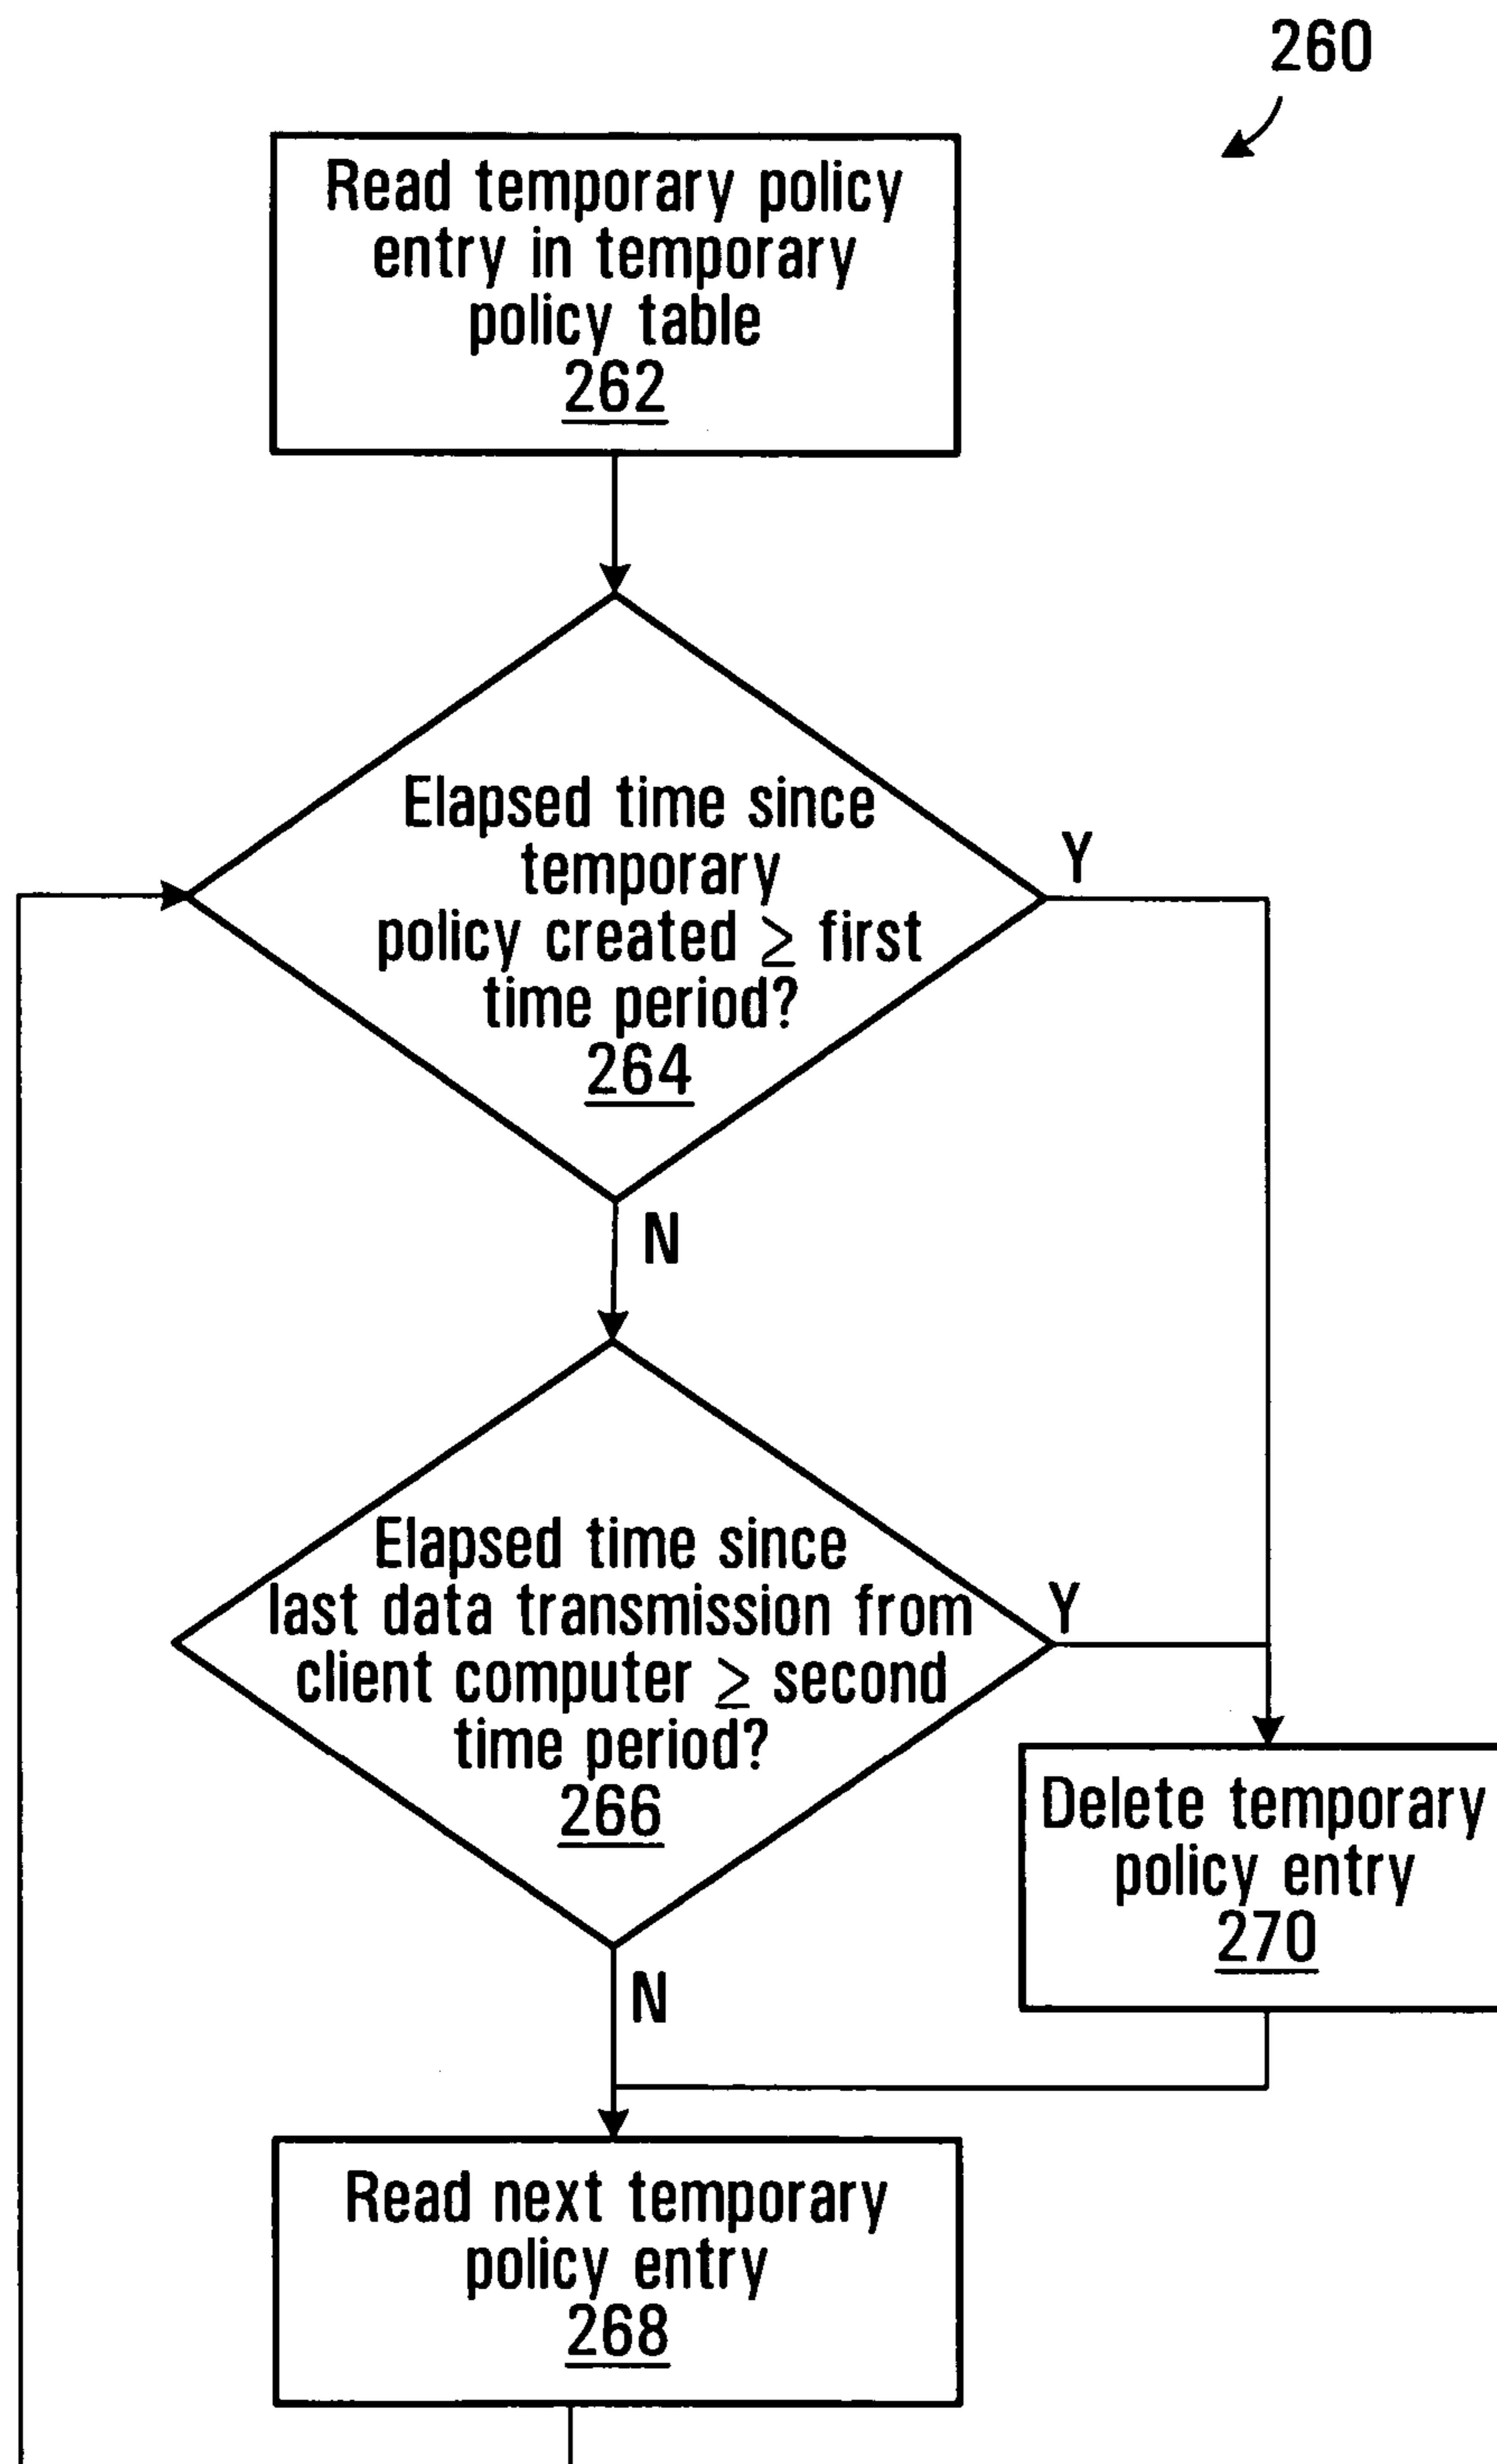 260
Read temporary policy
entry in temporary
policy table
262
Elapsed time since
temporary
policy created ≥ first
time period?
264
Y
N
Elapsed time since
last data transmission from
client computer ≥ second
time period?
266
Y
Delete temporary
policy entry
270
N
Read next temporary
policy entry
268